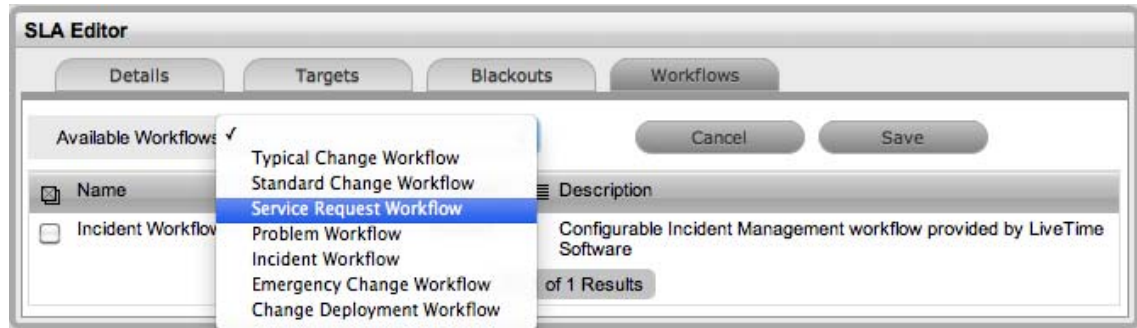 SLA Editor
Details Targets Blackouts Workflows
Available Workflows ✓ Cancel Save
Typical Change Workflow
Standard Change Workflow
Service Request Workflow
Problem Workflow
Incident Workflow
Emergency Change Workflow
Change Deployment Workflow
Name Description
Incident Workflow Configurable Incident Management workflow provided by LiveTime
Software
of 1 Results